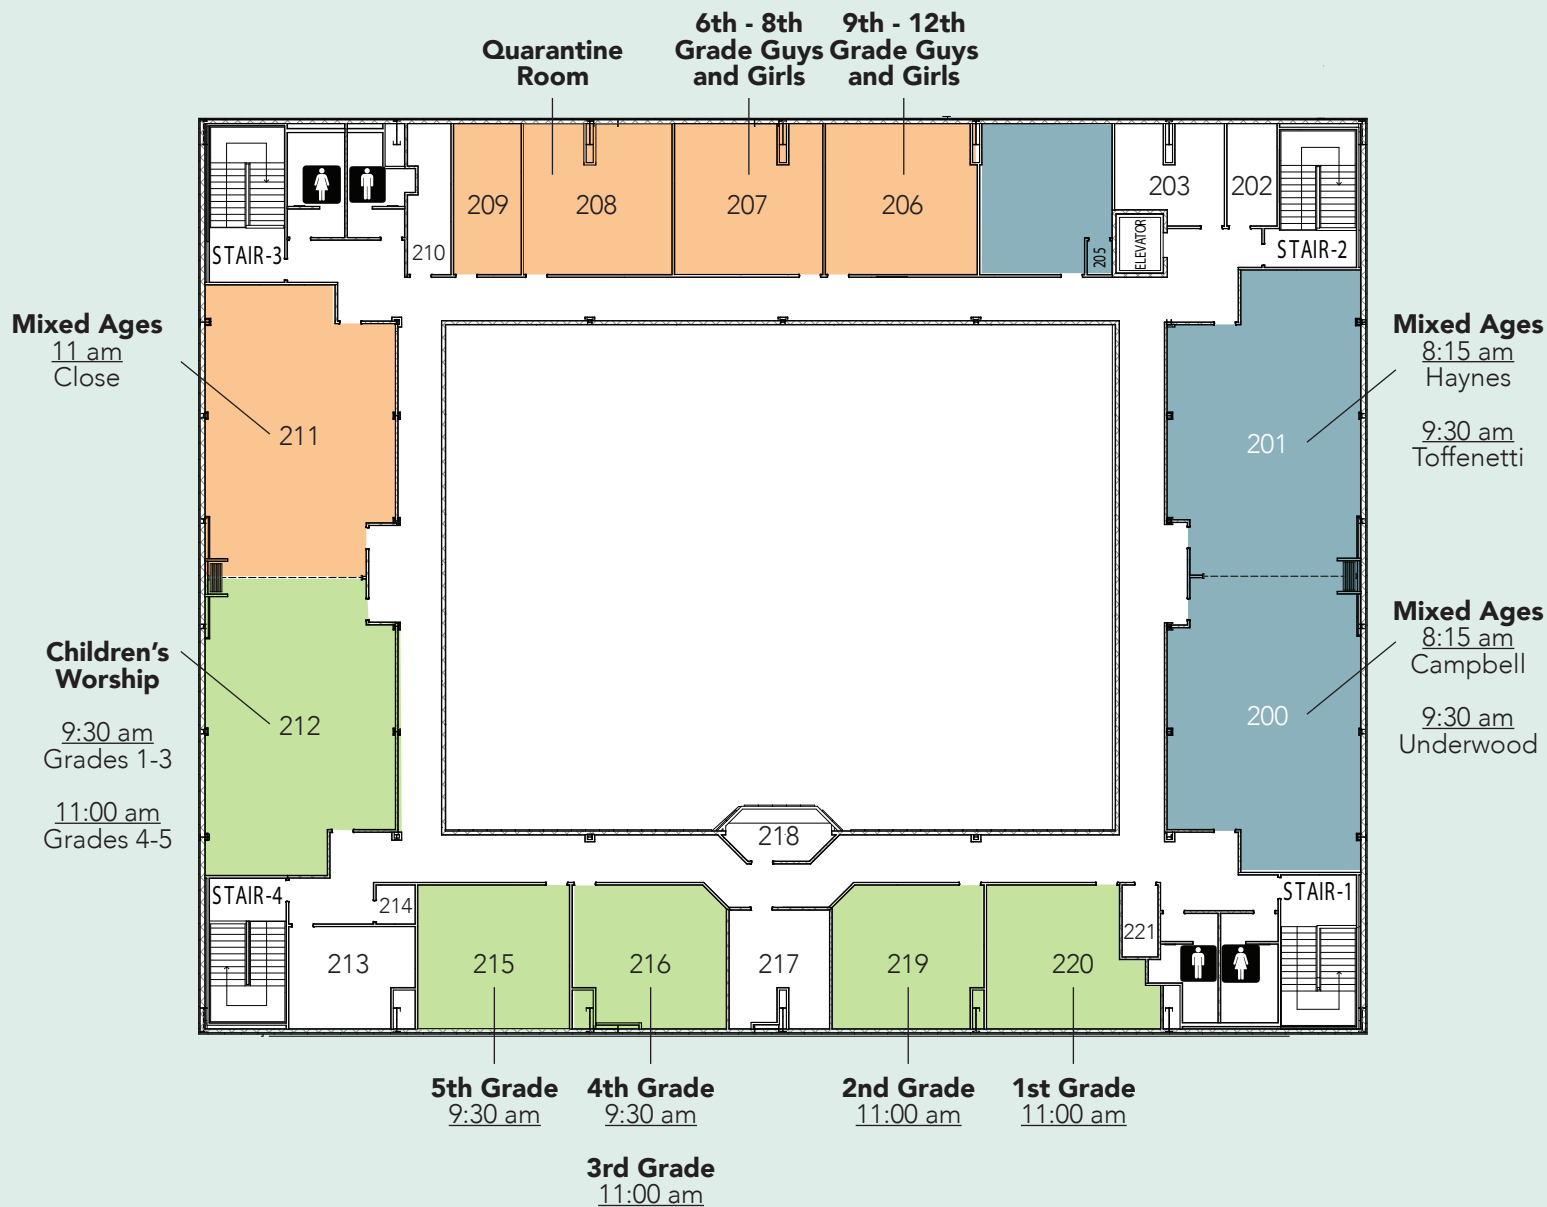 Quarantine
Room
6th - 8th
Grade Guys
and Girls
9th - 12th
Grade Guys
and Girls
209
208
207
206
203
202
210
205
ELEVATOR
STAIR-3
STAIR-2
Mixed Ages
11 am
Close
211
201
Mixed Ages
8:15 am
Haynes
9:30 am
Toffenetti
Children's
Worship
9:30 am
Grades 1-3
11:00 am
Grades 4-5
212
200
Mixed Ages
8:15 am
Campbell
9:30 am
Underwood
218
STAIR-4
STAIR-1
214
213
215
216
217
219
220
221
5th Grade
9:30 am
4th Grade
9:30 am
3rd Grade
11:00 am
2nd Grade
11:00 am
1st Grade
11:00 am